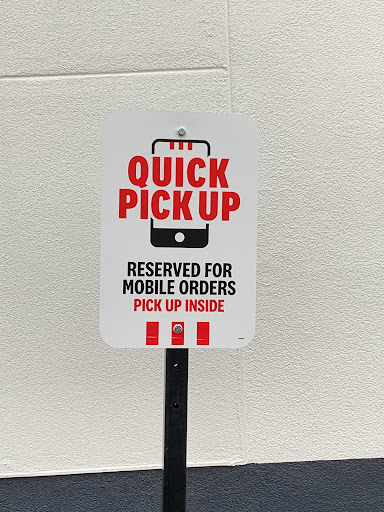 QUICK
PICK UP
RESERVED FOR
MOBILE ORDERS
PICK UP INSIDE